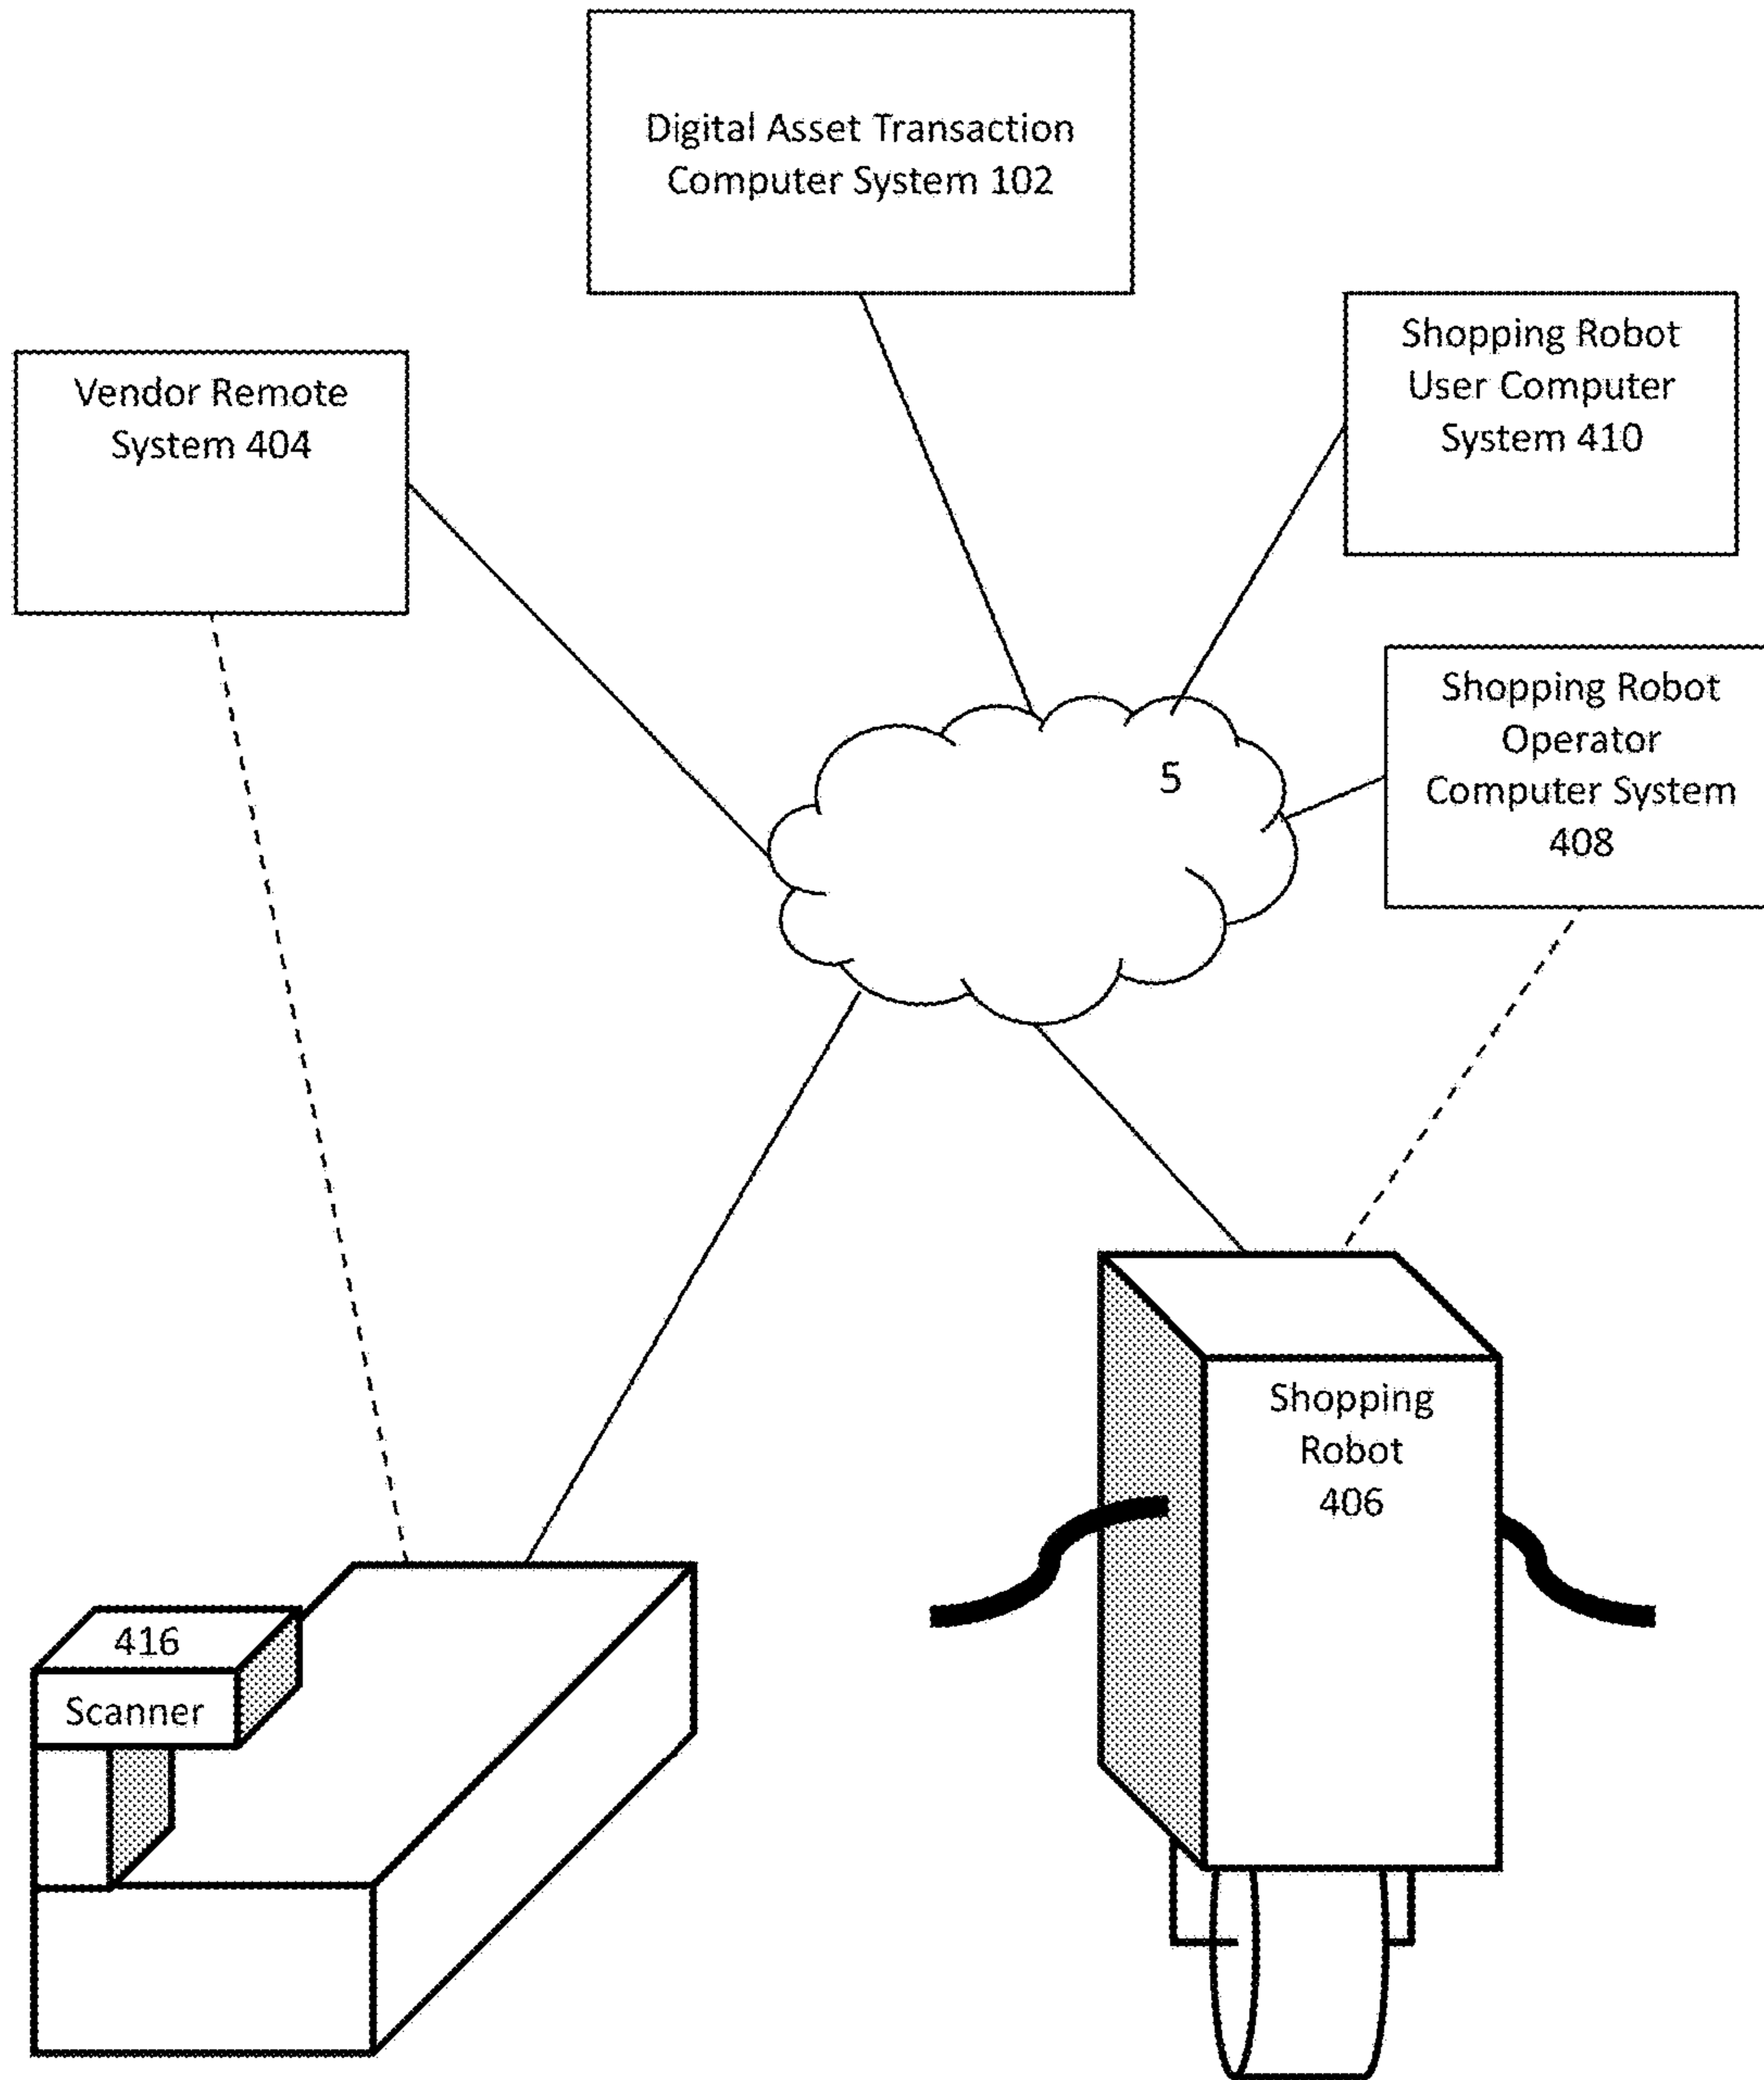 Digital Asset Transaction
Computer System 102
Shopping Robot
User Computer
System 410
Vendor Remote
System 404
Shopping Robot
Operator
Computer System
408
5
Shopping
Robot
406
416
Scanner